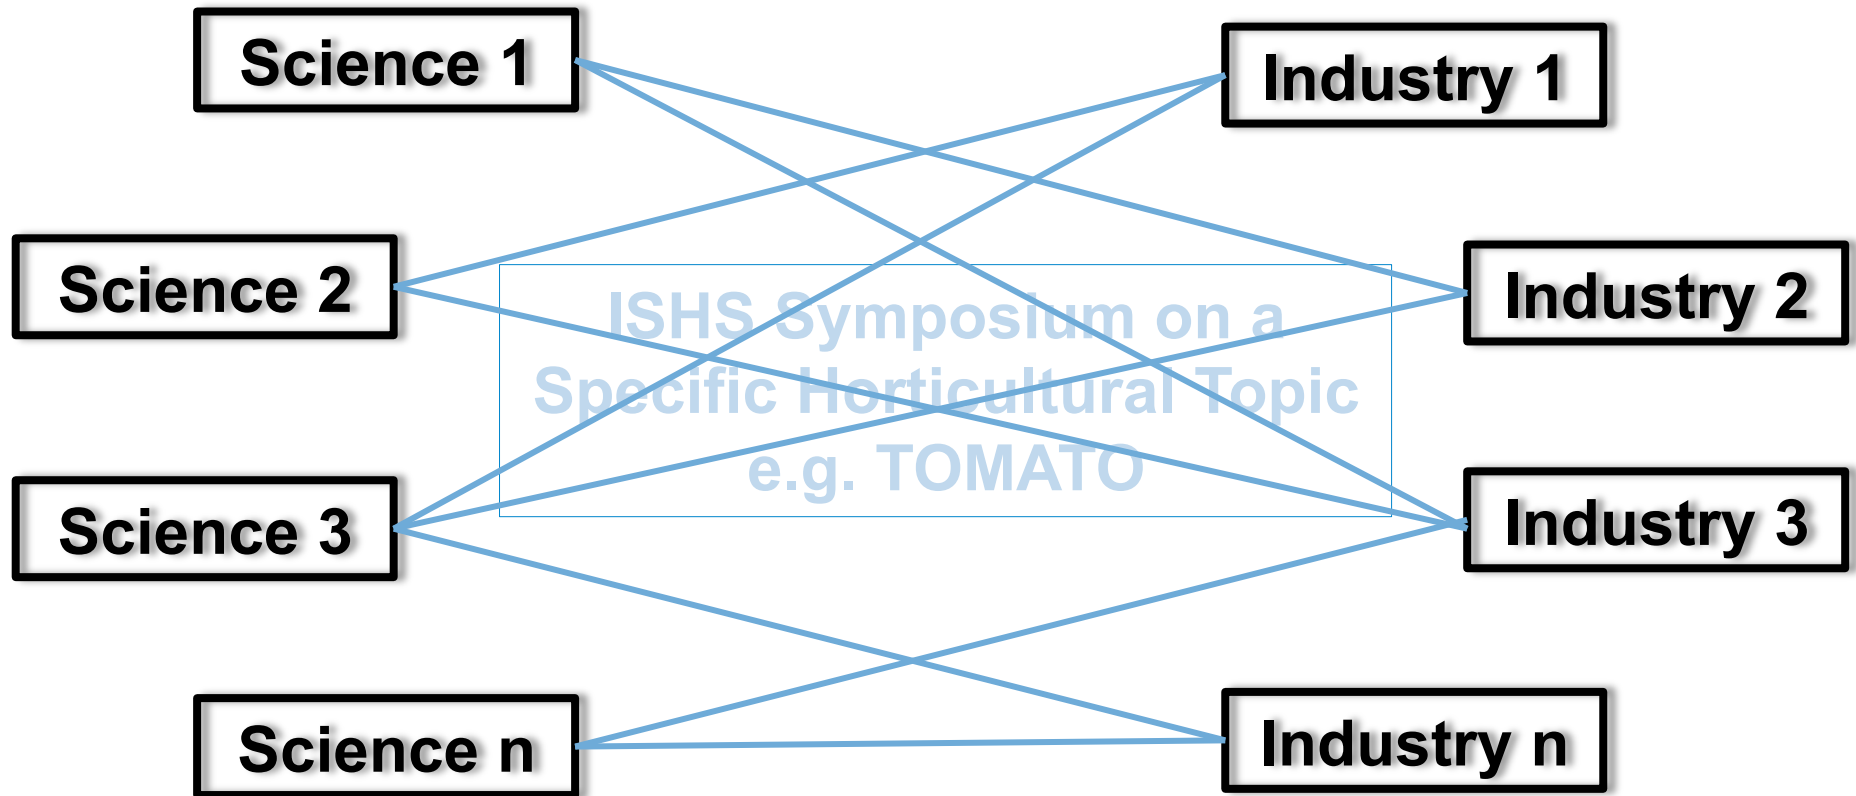 Science 1
Industry 1
Science 2
Industry 2
ISHS Symposium on a
Specific Horticultural Topic
e.g. TOMATO
Science 3
Industry 3
Science n
Industry n